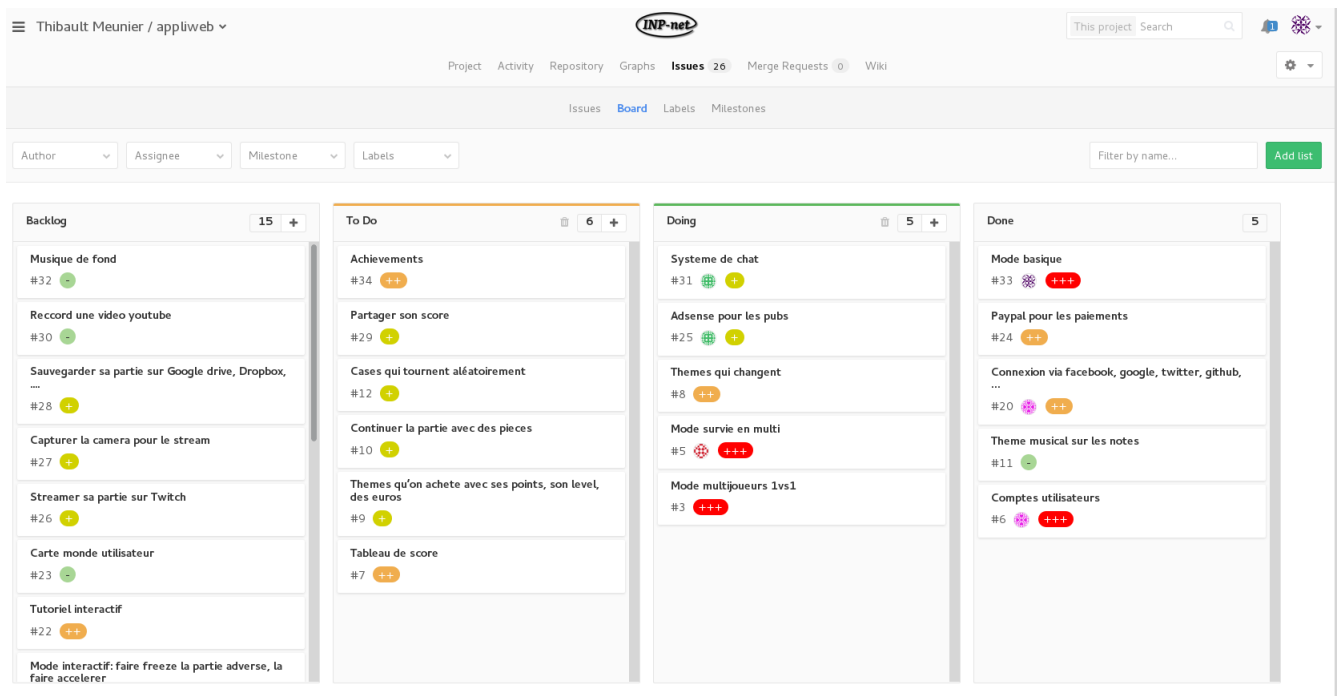 Thibault Meunier / appliweb
INP-net
This project Search
1
Project Activity Repository Graphs Issues 26 Merge Requests 0 Wiki
Issues Board Labels Milestones
Author Assignee Milestone Labels Filter by name... Add list
Backlog 15 +
Musique de fond
#32 -
Reccord une video youtube
#30 -
Sauvegarder sa partie sur Google drive, Dropbox,
....
#28 +
Capturer la camera pour le stream
#27 +
Streamer sa partie sur Twitch
#26 +
Carte monde utilisateur
#23 -
Tutoriel interactif
#22 ++
Mode interactif: faire freeze la partie adverse, la
faire accelerer
To Do 6 +
Achievements
#34 ++
Partager son score
#29 +
Cases qui tournent aléatoirement
#12 +
Continuer la partie avec des pieces
#10 +
Themes qu'on achete avec ses points, son level,
des euros
#9 +
Tableau de score
#7 ++
Doing 5 +
Systeme de chat
#31 +
Adsense pour les pubs
#25 +
Themes qui changent
#8 ++
Mode survie en multi
#5 +++
Mode multijoueurs 1vs1
#3 +++
Done 5
Mode basique
#33 +++
Paypal pour les paiements
#24 ++
Connexion via facebook, google, twitter, github,
...
#20 ++
Theme musical sur les notes
#11 -
Comptes utilisateurs
#6 +++